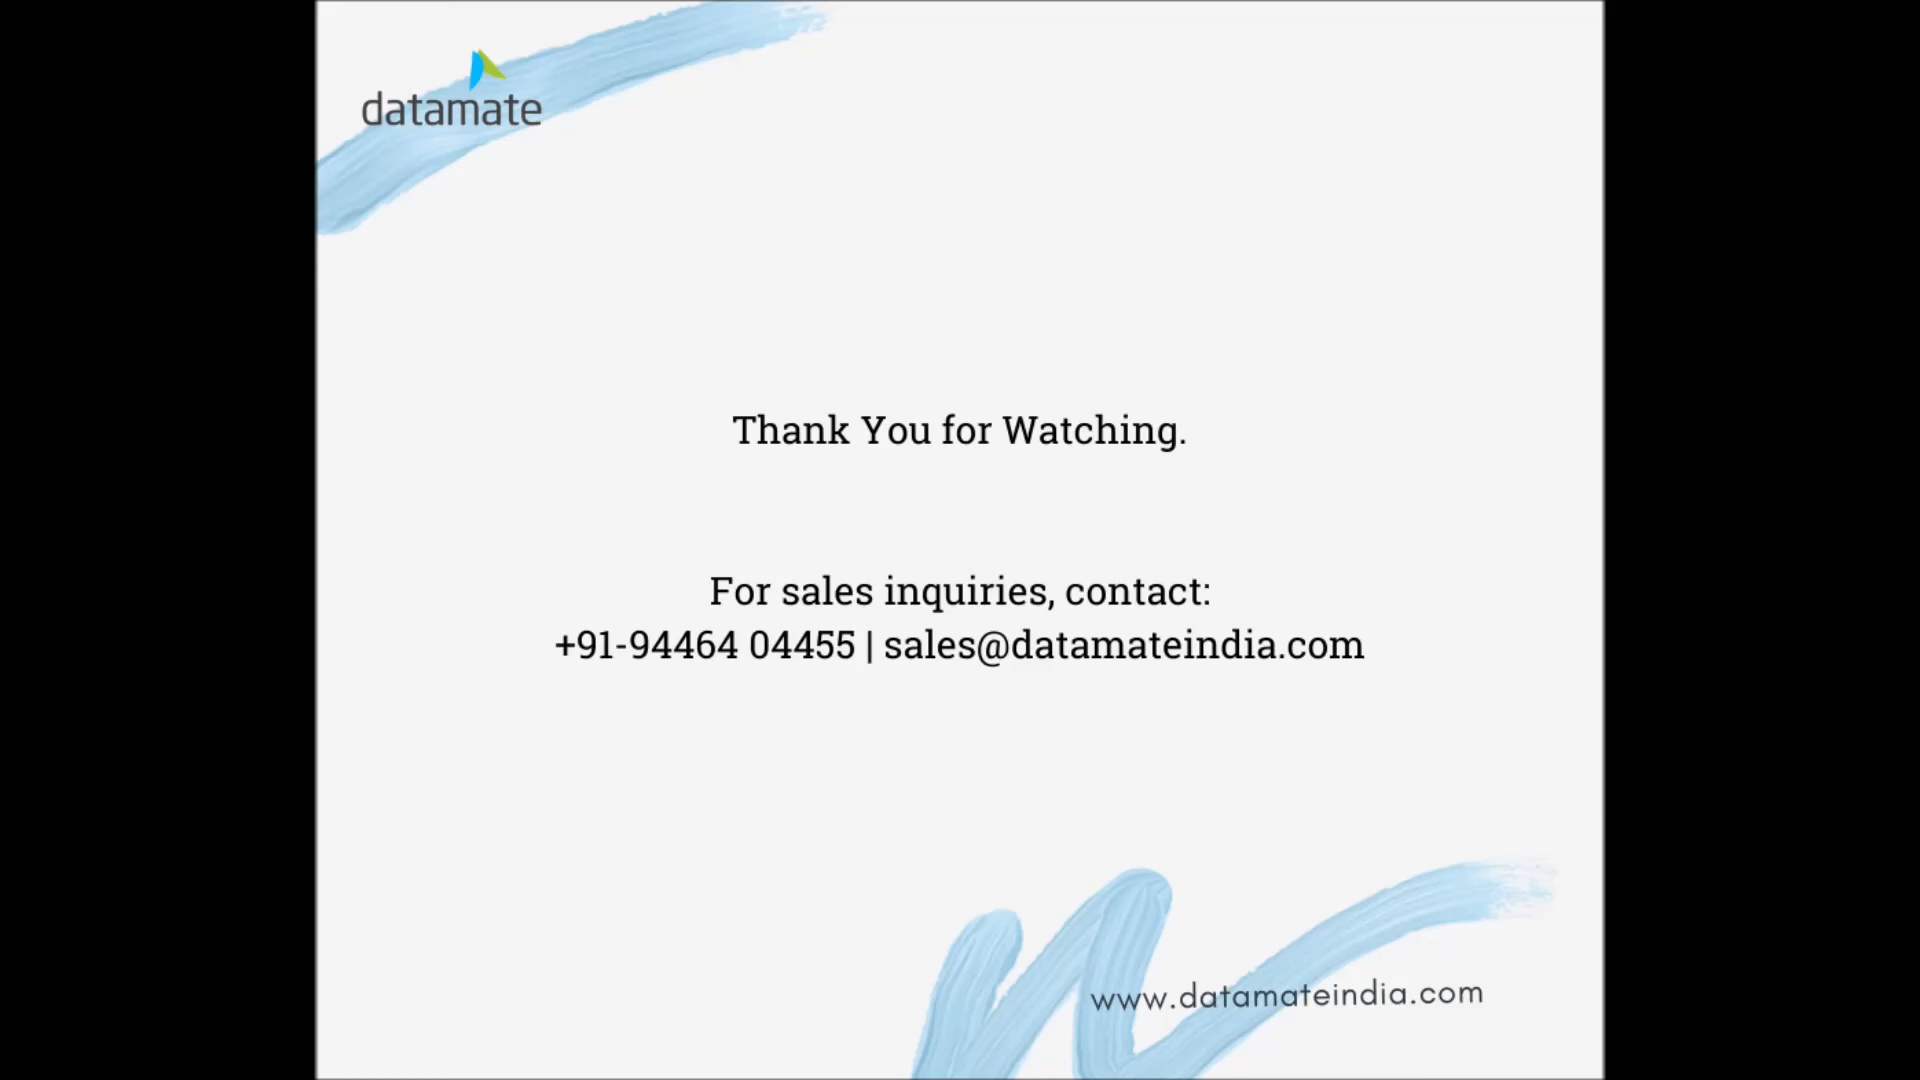 datamate
Thank You for Watching.
For sales inquiries, contact:
+91-94464 04455 | sales@datamateindia.com
www.datamateindia.com